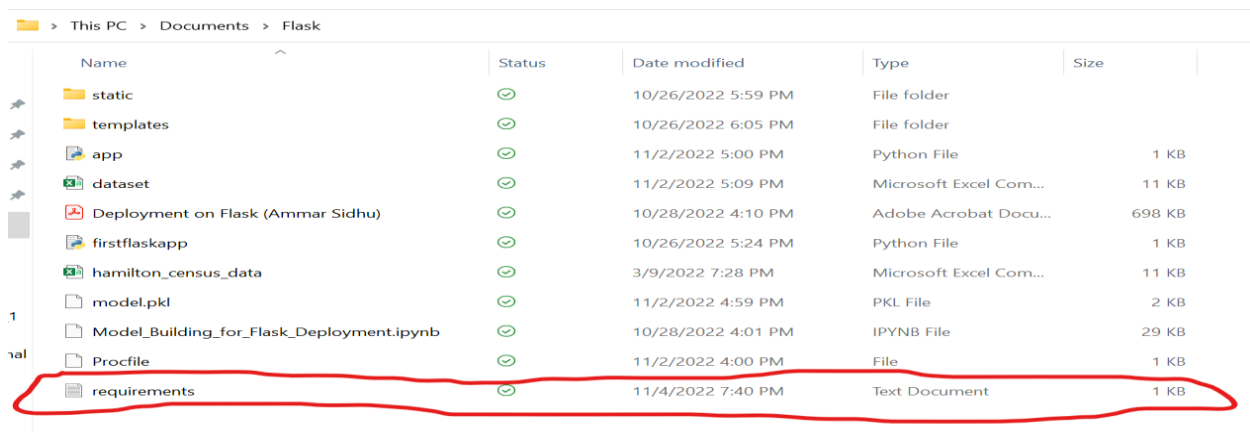 > This PC > Documents > Flask
Name Status Date modified Type Size
static 10/26/2022 5:59 PM File folder
templates 10/26/2022 6:05 PM File folder
app 11/2/2022 5:00 PM Python File 1 KB
dataset 11/2/2022 5:09 PM Microsoft Excel Com... 11 KB
Deployment on Flask (Ammar Sidhu) 10/28/2022 4:10 PM Adobe Acrobat Docu... 698 KB
firstflaskapp 10/26/2022 5:24 PM Python File 1 KB
hamilton_census_data 3/9/2022 7:28 PM Microsoft Excel Com... 11 KB
model.pkl 11/2/2022 4:59 PM PKL File 2 KB
_1
Model_Building_for_Flask_Deployment.ipynb 10/28/2022 4:01 PM IPYNB File 29 KB
nal
Procfile 11/2/2022 4:00 PM File 1 KB
requirements 11/4/2022 7:40 PM Text Document 1 KB